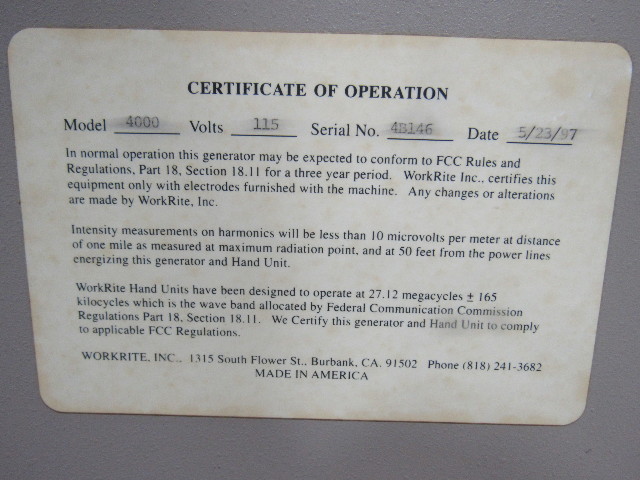 CERTIFICATE OF OPERATION
Model 4000 Volts 115 Serial No. 4B146 Date 5/23/97
In normal operation this generator may be expected to conform to FCC Rules and
Regulations, Part 18, Section 18.11 for a three year period. WorkRite Inc., certifies this
equipment only with electrodes furnished with the machine. Any changes or alterations
are made by WorkRite, Inc.
Intensity measurements on harmonics will be less than 10 microvolts per meter at distance
of one mile as measured at maximum radiation point, and at 50 feet from the power lines
energizing this generator and Hand Unit.
WorkRite Hand Units have been designed to operate at 27.12 megacycles ± 165
kilocycles which is the wave band allocated by Federal Communication Commission
Regulations Part 18, Section 18.11. We Certify this generator and Hand Unit to comply
to applicable FCC Regulations.
WORKRITE, INC., 1315 South Flower St., Burbank, CA. 91502 Phone (818) 241-3682
MADE IN AMERICA